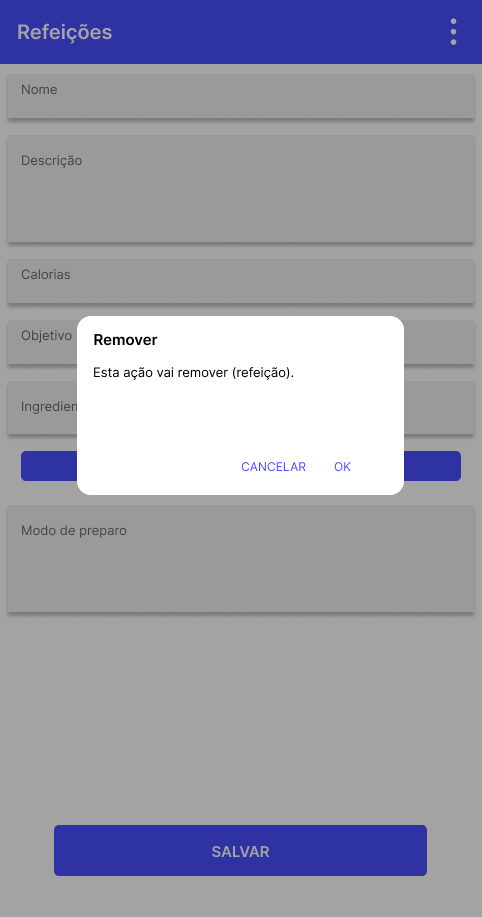 Refeições
Nome
Descrição
Calorias
Objetivo
Remover
Esta ação vai remover (refeição).
Ingredien
CANCELAR OK
Modo de preparo
SALVAR